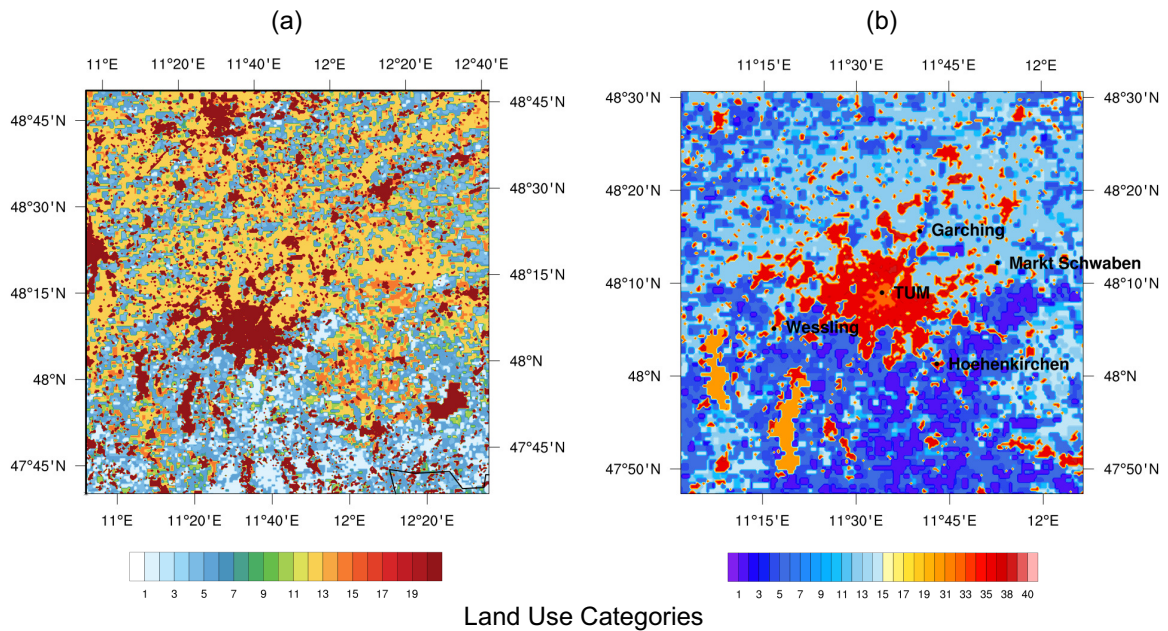 (a)
(b)
11°E 11°20'E 11°40'E 12°E 12°20'E 12°40'E
11°15'E 11°30'E 11°45'E 12°E
48°45'N
48°30'N
48°15'N
48°N
47°45'N
48°45'N
48°30'N
48°15'N
48°N
47°45'N
48°30'N
48°20'N
48°10'N
48°N
47°50'N
48°30'N
48°20'N
48°10'N
48°N
47°50'N
Garching
Markt Schwaben
TUM
Wessling
Hoehenkirchen
11°E 11°20'E 11°40'E 12°E 12°20'E
11°15'E 11°30'E 11°45'E 12°E
1 3 5 7 9 11 13 15 17 19
1 3 5 7 9 11 13 15 17 19 31 33 35 38 40
Land Use Categories